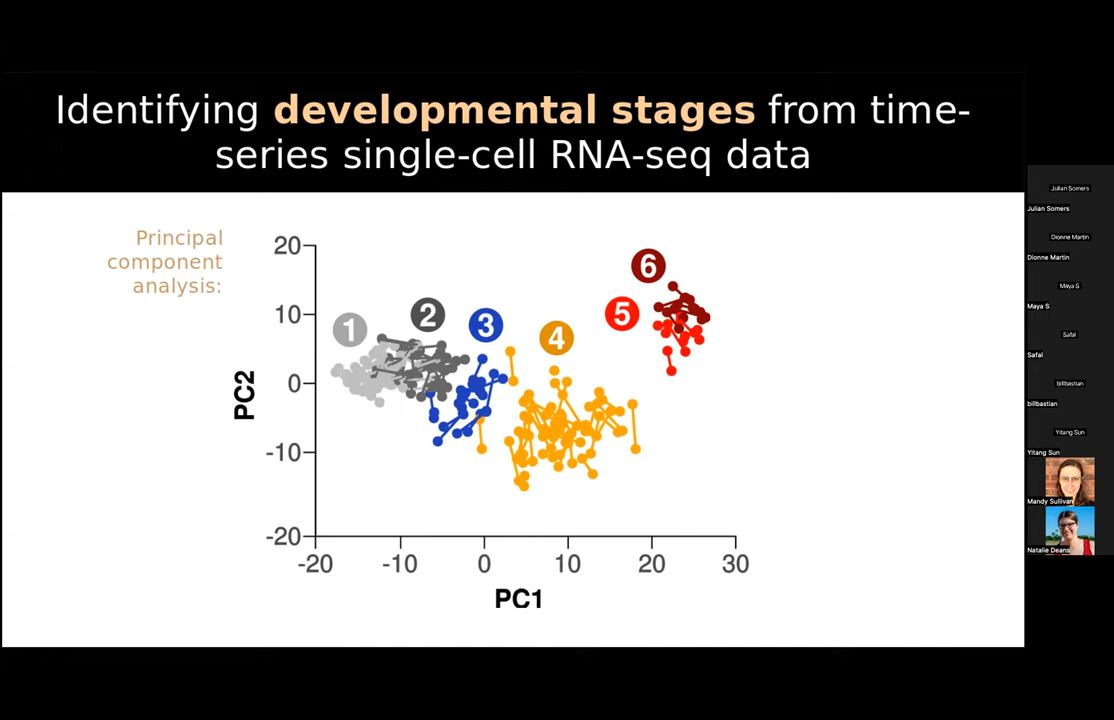 Identifying developmental stages from time-
series single-cell RNA-seq data
Principal
component
analysis:
20
10
0
-10
-20
PC2
1
2
3
4
5
6
-20
-10
0
10
20
30
PC1
Julian Somers
Julian Somers
Dionne Martin
Dionne Martin
Maya S
Maya S
Safal
Safal
billbastian
billbastian
Yitang Sun
Yitang Sun
Mandy Sullivan
Natalie Deans